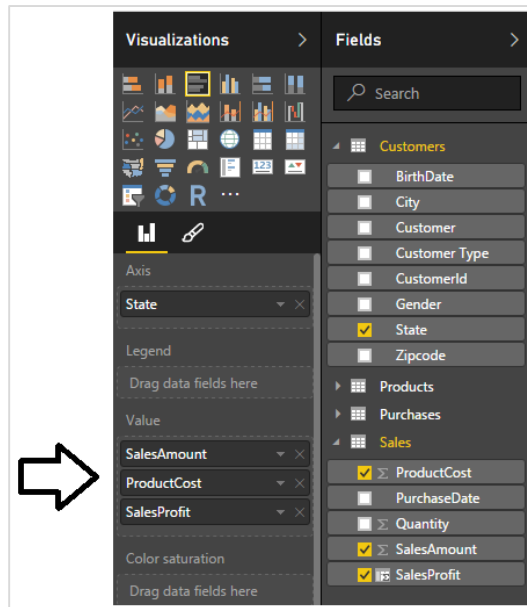 Visualizations
Axis
State
Legend
Drag data fields here
Value
SalesAmount
ProductCost
SalesProfit
Color saturation
Drag data fields here
Fields
Search
Customers
BirthDate
City
Customer
Customer Type
CustomerId
Gender
State
Zipcode
Products
Purchases
Sales
Σ ProductCost
PurchaseDate
Σ Quantity
Σ SalesAmount
SalesProfit
123
R